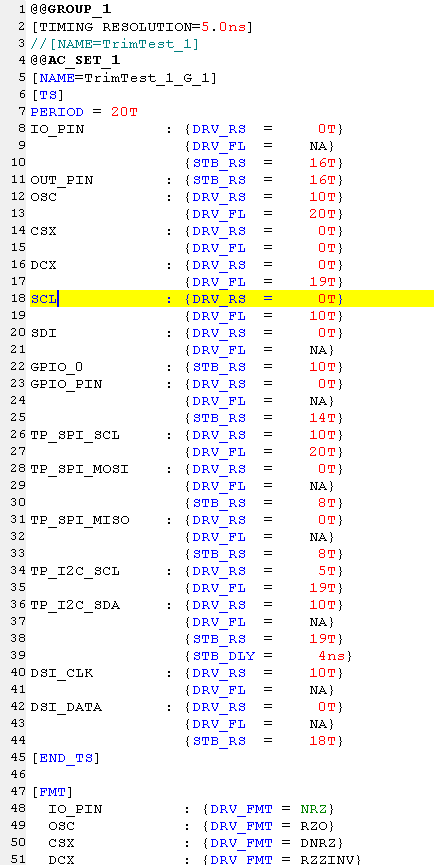 1 @@GROUP_1
2 [TIMING RESOLUTION=5.0ns]
3 //[NAME=TrimTest_1]
4 @@AC_SET_1
5 [NAME=TrimTest_1_G_1]
6 [TS]
7 PERIOD = 20T
8 IO_PIN : {DRV_RS = 0T}
9 {DRV_FL = NA}
10 {STB_RS = 16T}
11 OUT_PIN : {STB_RS = 16T}
12 OSC : {DRV_RS = 10T}
13 {DRV_FL = 20T}
14 CSX : {DRV_RS = 0T}
15 {DRV_FL = 0T}
16 DCX : {DRV_RS = 0T}
17 {DRV_FL = 19T}
18 SCL : {DRV_RS = 0T}
19 {DRV_FL = 10T}
20 SDI : {DRV_RS = 0T}
21 {DRV_FL = NA}
22 GPIO_0 : {STB_RS = 10T}
23 GPIO_PIN : {DRV_RS = 0T}
24 {DRV_FL = NA}
25 {STB_RS = 14T}
26 TP_SPI_SCL : {DRV_RS = 10T}
27 {DRV_FL = 20T}
28 TP_SPI_MOSI : {DRV_RS = 0T}
29 {DRV_FL = NA}
30 {STB_RS = 8T}
31 TP_SPI_MISO : {DRV_RS = 0T}
32 {DRV_FL = NA}
33 {STB_RS = 8T}
34 TP_I2C_SCL : {DRV_RS = 5T}
35 {DRV_FL = 19T}
36 TP_I2C_SDA : {DRV_RS = 10T}
37 {DRV_FL = NA}
38 {STB_RS = 19T}
39 {STB_DLY = 4ns}
40 DSI_CLK : {DRV_RS = 10T}
41 {DRV_FL = NA}
42 DSI_DATA : {DRV_RS = 0T}
43 {DRV_FL = NA}
44 {STB_RS = 18T}
45 [END_TS]
46
47 [FMT]
48 IO_PIN : {DRV_FMT = NRZ}
49 OSC : {DRV_FMT = RZO}
50 CSX : {DRV_FMT = DNRZ}
51 DCX : {DRV_FMT = RZZINV}